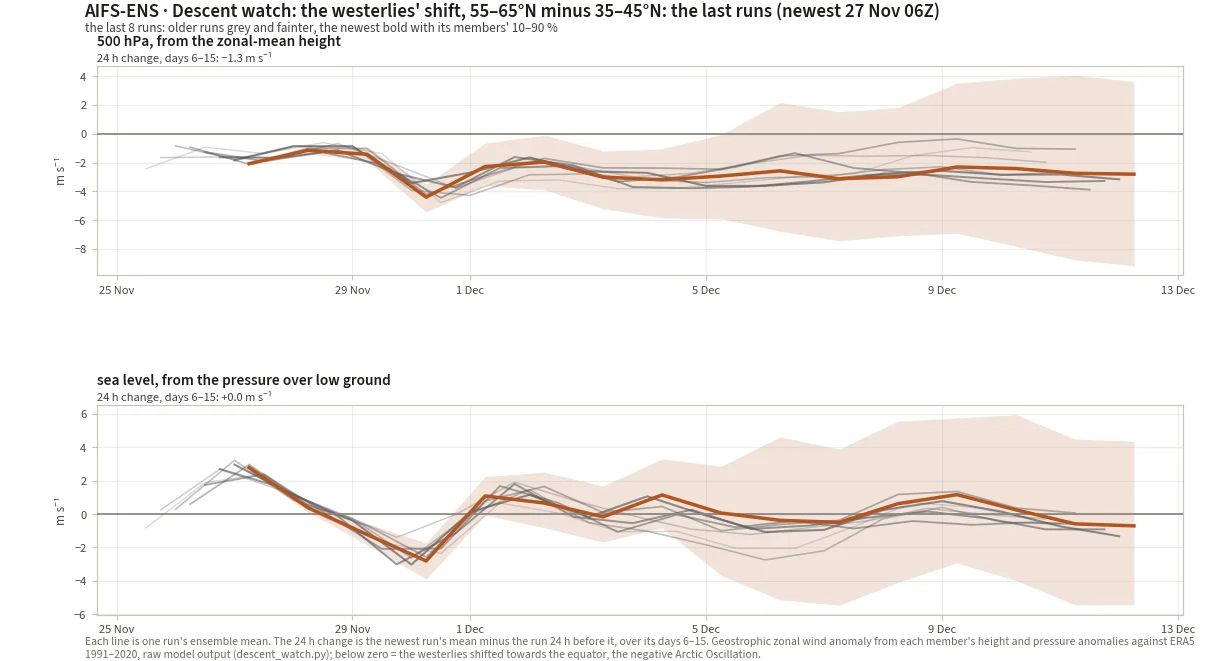 AIFS-ENS · Descent watch: the westerlies' shift, 55–65°N minus 35–45°N: the last runs (newest 27 Nov 06Z)
the last 8 runs: older runs grey and fainter, the newest bold with its members' 10–90 %
500 hPa, from the zonal-mean height
24 h change, days 6–15: −1.3 m s⁻¹
4
2
0
−2
−4
−6
−8
m s⁻¹
25 Nov 29 Nov 1 Dec 5 Dec 9 Dec 13 Dec
sea level, from the pressure over low ground
24 h change, days 6–15: +0.0 m s⁻¹
6
4
2
0
−2
−4
−6
m s⁻¹
25 Nov 29 Nov 1 Dec 5 Dec 9 Dec 13 Dec
Each line is one run's ensemble mean. The 24 h change is the newest run's mean minus the run 24 h before it, over its days 6–15. Geostrophic zonal wind anomaly from each member's height and pressure anomalies against ERA5
1991–2020, raw model output (descent_watch.py); below zero = the westerlies shifted towards the equator, the negative Arctic Oscillation.